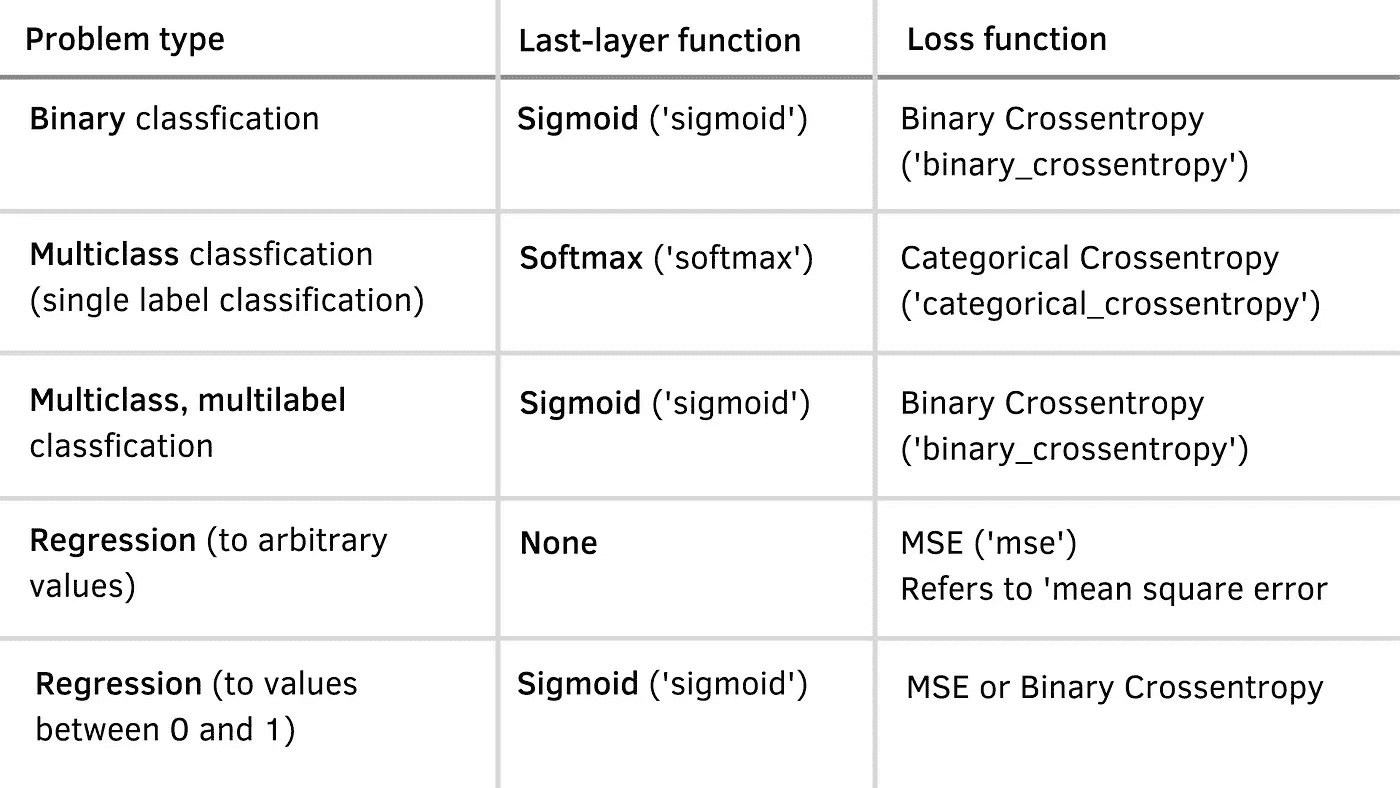 Problem type
Last-layer function
Loss function
Binary classfication
Sigmoid ('sigmoid')
Binary Crossentropy
('binary_crossentropy')
Multiclass classfication
(single label classification)
Softmax ('softmax')
Categorical Crossentropy
('categorical_crossentropy')
Multiclass, multilabel
classfication
Sigmoid ('sigmoid')
Binary Crossentropy
('binary_crossentropy')
Regression (to arbitrary
values)
None
MSE ('mse')
Refers to 'mean square error
Regression (to values
between 0 and 1)
Sigmoid ('sigmoid')
MSE or Binary Crossentropy